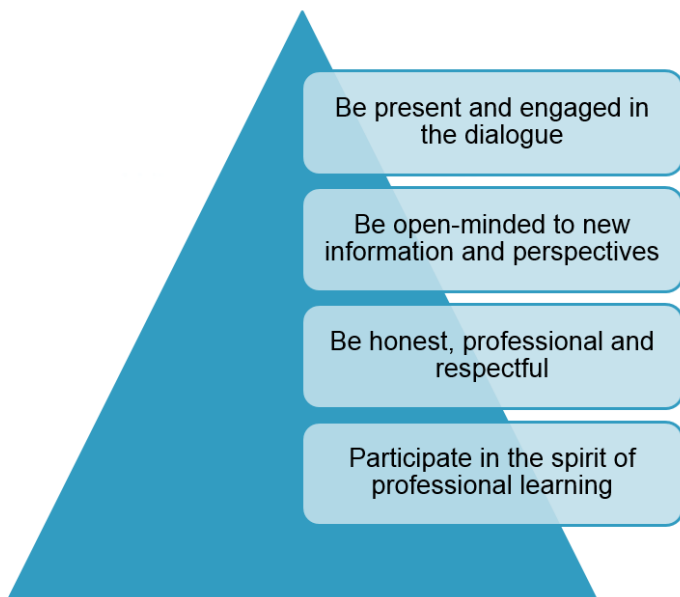 Be present and engaged in
the dialogue
Be open-minded to new
information and perspectives
Be honest, professional and
respectful
Participate in the spirit of
professional learning